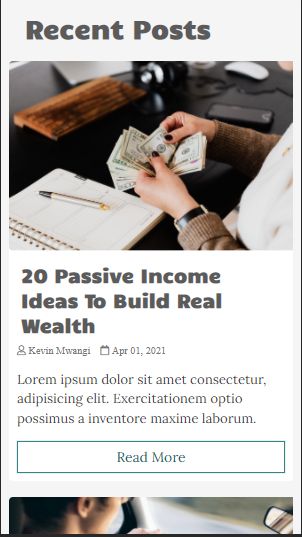 Recent Posts
20 Passive Income
Ideas To Build Real
Wealth
Kevin Mwangi Apr 01, 2021
Lorem ipsum dolor sit amet consectetur,
adipisicing elit. Exercitationem optio
possimus a inventore maxime laborum.
Read More